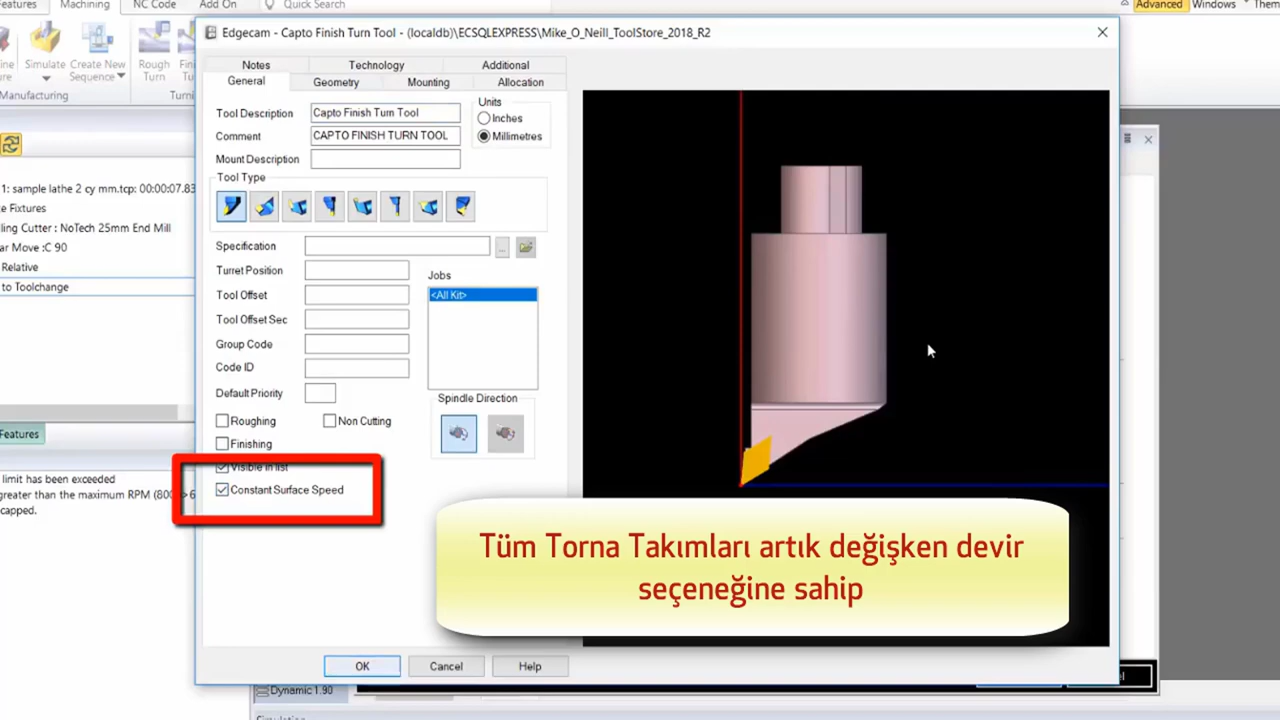 Features Machining NC Code Add On Quick Search Advanced Windows
Edgecam - Capto Finish Turn Tool - (localdb)\ECSQLEXPRESS\Mike_O_Neill_ToolStore_2018_R2
Simulate Create New Sequence
Rough Turn
Manufacturing
Notes Technology Additional
General Geometry Mounting Allocation
Tool Description Capto Finish Turn Tool
Comment CAPTO FINISH TURN TOOL
Mount Description
Units
Inches
Millimetres
Tool Type
Specification ...
Turret Position
Tool Offset
Tool Offset Sec
Group Code
Code ID
Default Priority
Jobs
<All Kit>
Spindle Direction
Roughing Non Cutting
Finishing
Visible in list
Constant Surface Speed
OK Cancel Help
1: sample lathe 2 cy mm.tcp: 00:00:07.83
Fixtures
Cutter : NoTech 25mm End Mill
Move :C 90
Relative
to Toolchange
Features
limit has been exceeded
greater than the maximum RPM (800
capped.
Tüm Torna Takımları artık değişken devir
seçeneğine sahip
Dynamic 1.90